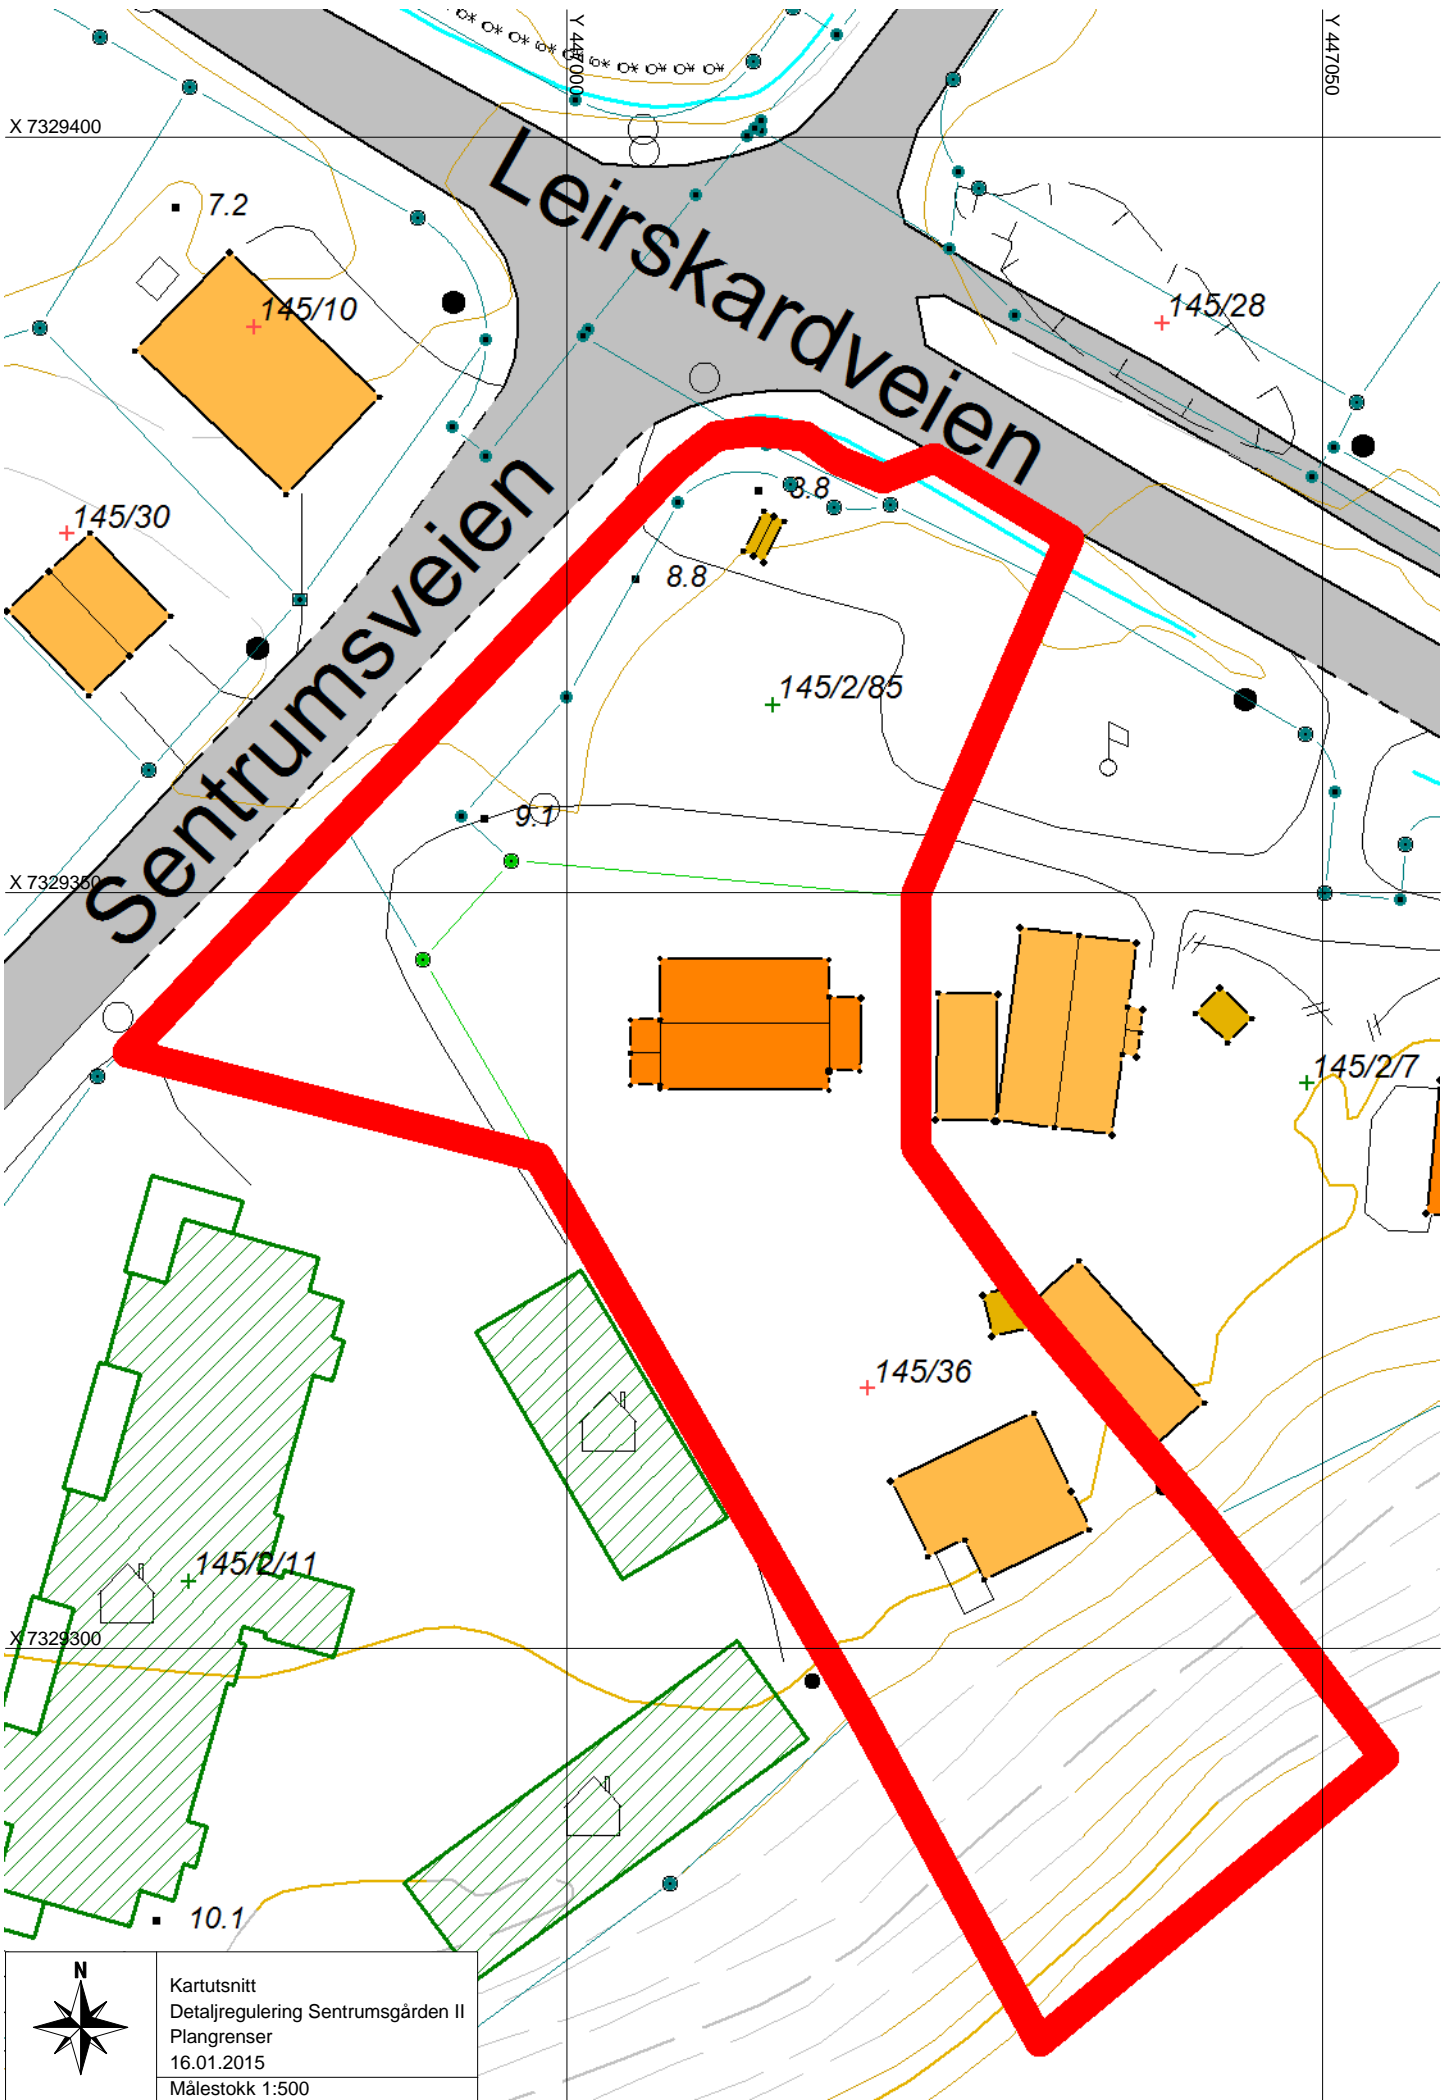 Y 447000
Y 447050
X 7329400
Leirskardveien
7.2
145/10
145/28
145/30
8.8
8.8
Sentrumsveien
145/2/85
9.1
X 7329350
145/2/7
145/36
145/2/11
X 7329300
10.1
N
Kartutsnitt
Detaljregulering Sentrumsgården II
Plangrenser
16.01.2015
Målestokk 1:500